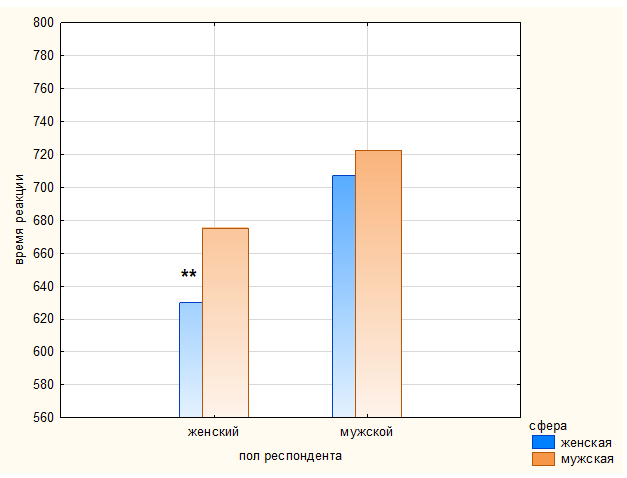 800
780
760
740
720
700
680
660
640
620
600
580
560
время реакции
**
женский мужской
пол респондента
сфера
женская
мужская